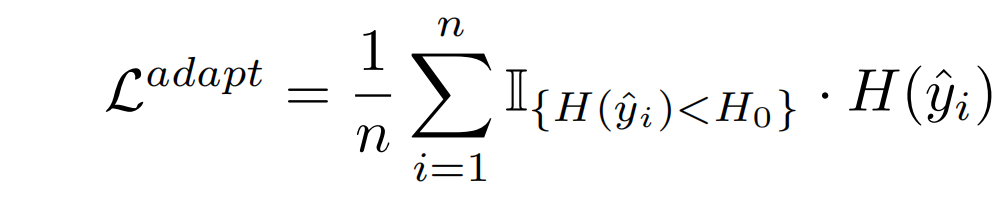 $\mathcal{L}^{adapt} = \frac{1}{n} \sum_{i=1}^{n} \mathbb{I}_{\{H(\hat{y}_i) < H_0\}} \cdot H(\hat{y}_i)$